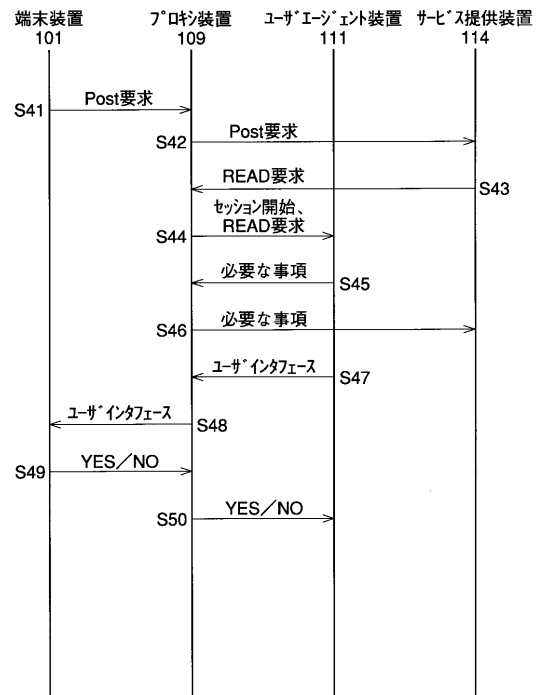 端末装置
101
プロキシ装置
109
ユーザエージェント装置
111
サービス提供装置
114
S41
Post要求
S42
Post要求
READ要求
S43
セッション開始、
READ要求
S44
必要な事項
S45
S46
必要な事項
ユーザインタフェース
S47
ユーザインタフェース
S48
S49
YES／NO
S50
YES／NO